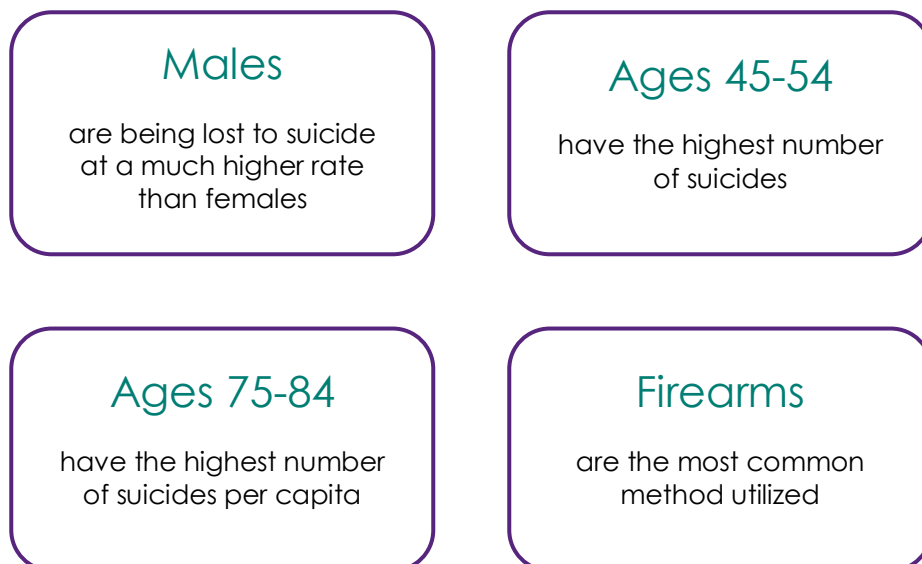 Males
are being lost to suicide
at a much higher rate
than females
Ages 45-54
have the highest number
of suicides
Ages 75-84
have the highest number
of suicides per capita
Firearms
are the most common
method utilized